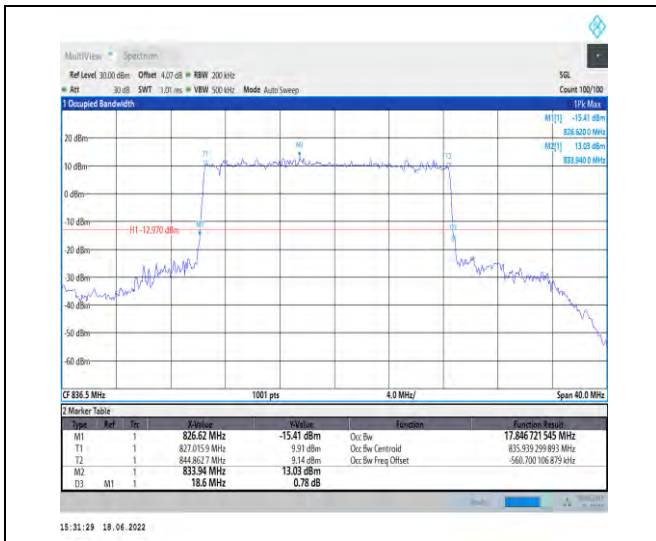 MultiView Spectrum
Ref Level 30.00 dBm Offset 4.07 dB RBW 200 kHz SGL
Att 30 dB SWT 1.01 ms VBW 500 kHz Mode Auto Sweep Count 100/100
1 Occupied Bandwidth 1Pk Max
M1[1] -15.41 dBm
826.620 0 MHz
M2[1] 13.03 dBm
833.940 0 MHz
20 dBm
T1 M2 T2
10 dBm
0 dBm
-10 dBm
M1
H1 -12.970 dBm
-20 dBm
-30 dBm
-40 dBm
-50 dBm
-60 dBm
CF 836.5 MHz 1001 pts 4.0 MHz/ Span 40.0 MHz
2 Marker Table
Type Ref Trc X-Value Y-Value Function Function Result
M1 1 826.62 MHz -15.41 dBm Occ Bw 17.846 721 545 MHz
T1 1 827.015 9 MHz 9.91 dBm Occ Bw Centroid 835.939 299 893 MHz
T2 1 844.862 7 MHz 9.14 dBm Occ Bw Freq Offset -560.700 106 879 kHz
M2 1 833.94 MHz 13.03 dBm
D3 M1 1 18.6 MHz 0.78 dB
15:31:29 18.06.2022